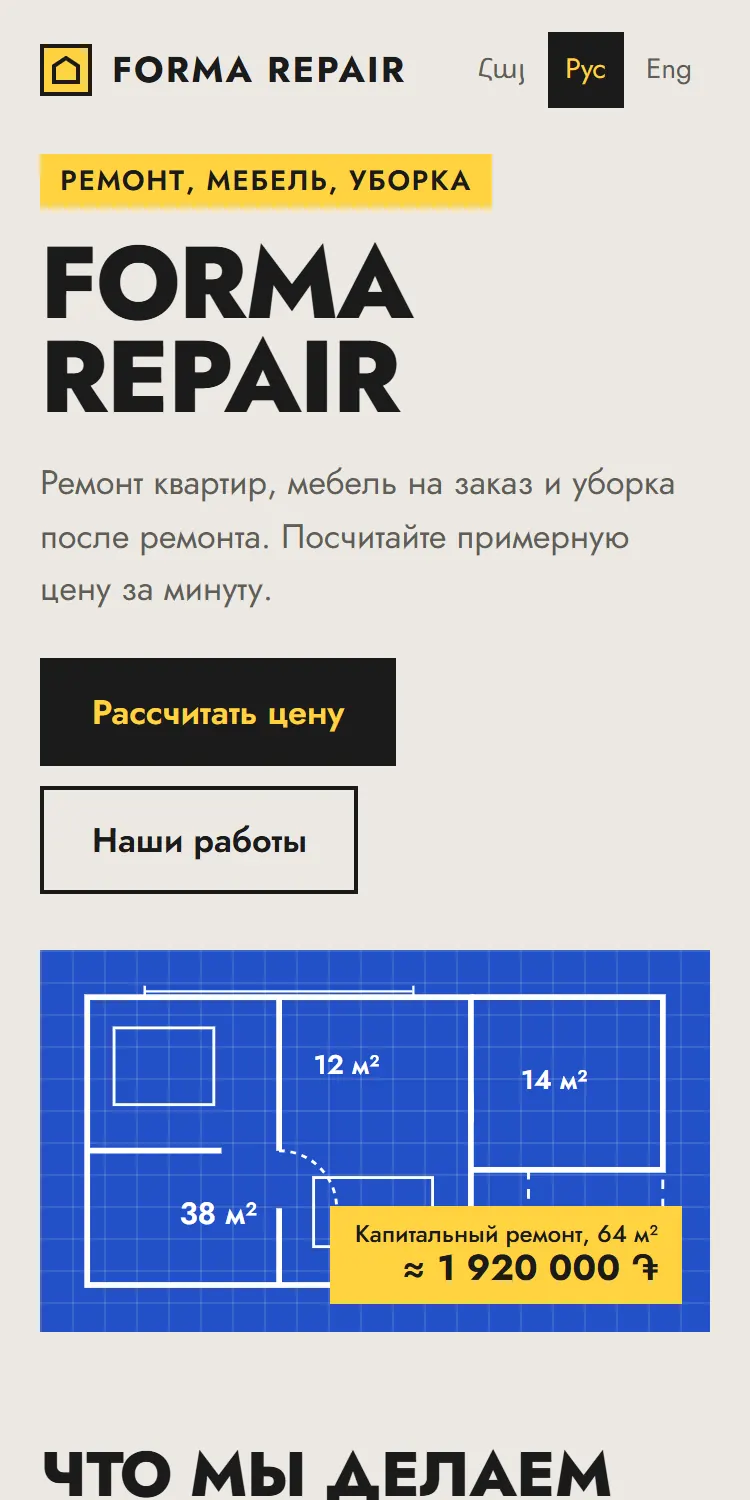 FORMA REPAIR
Հայ
Рус
Eng
РЕМОНТ, МЕБЕЛЬ, УБОРКА
FORMA
REPAIR
Ремонт квартир, мебель на заказ и уборка
после ремонта. Посчитайте примерную
цену за минуту.
Рассчитать цену
Наши работы
12 м²
14 м²
38 м²
Капитальный ремонт, 64 м²
≈ 1 920 000 ֏
ЧТО МЫ ДЕЛАЕМ